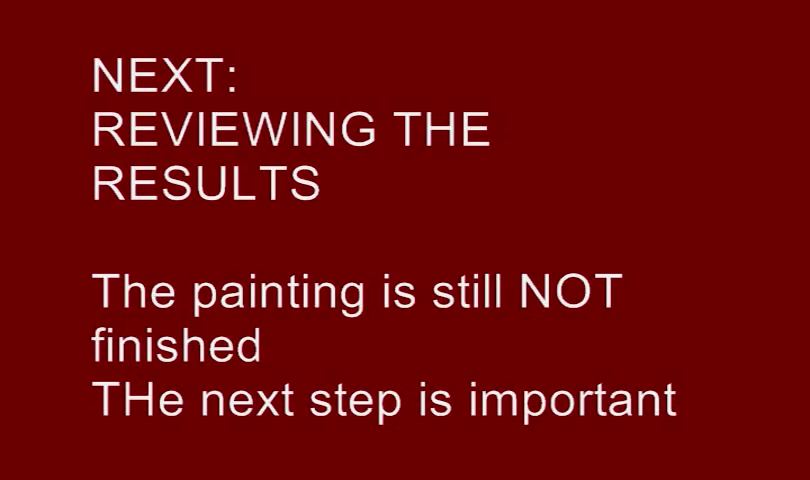 NEXT:
REVIEWING THE
RESULTS
The painting is still NOT
finished
THe next step is important